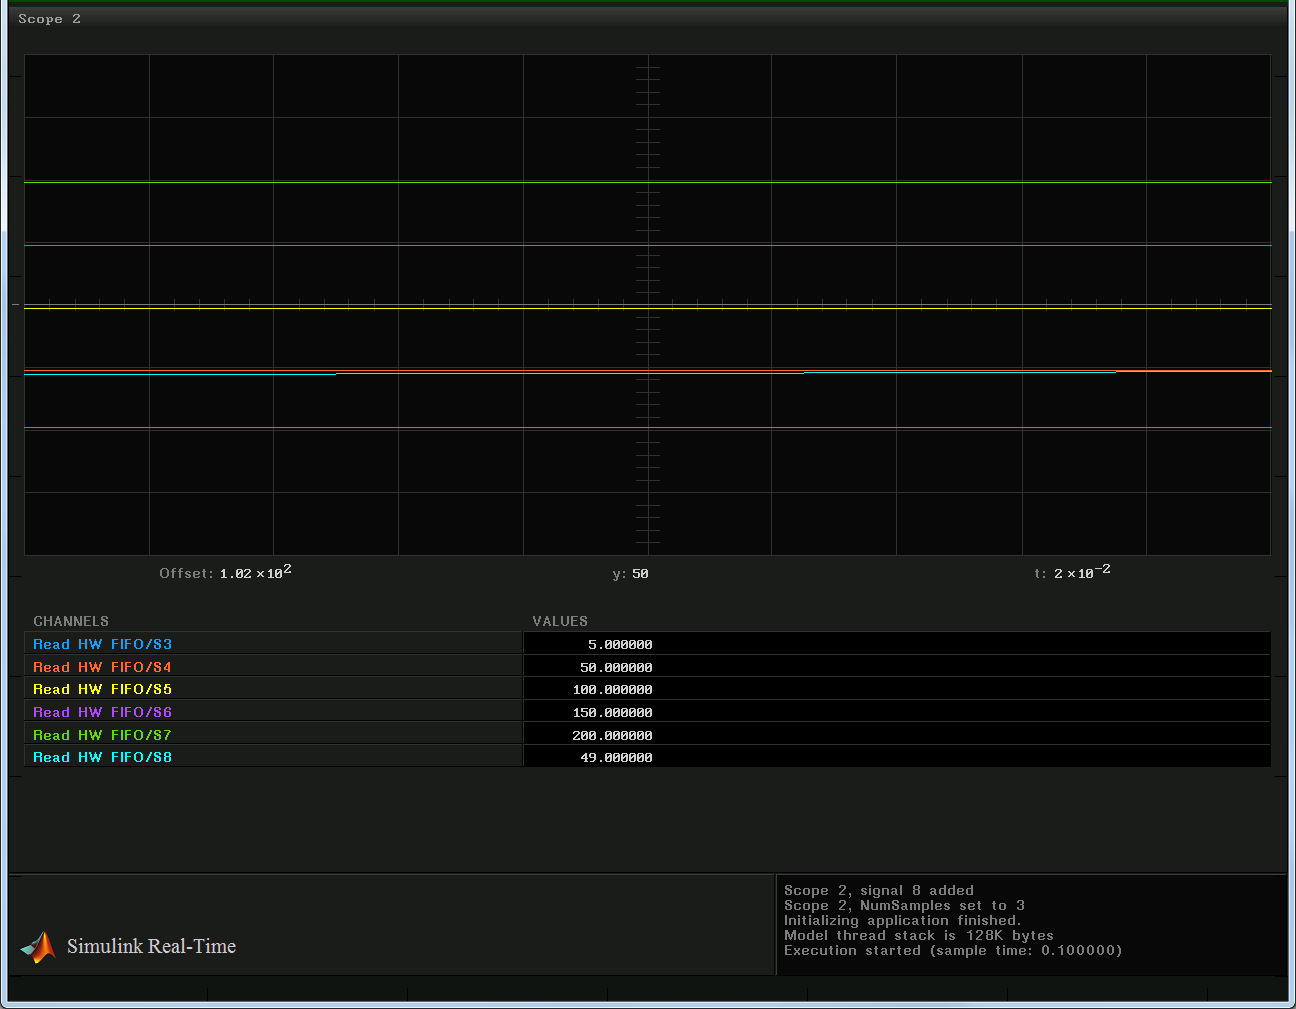 Scope 2
Offset: 1.02×10² y: 50 t: 2×10⁻²
CHANNELS VALUES
Read HW FIFO/S3 5.000000
Read HW FIFO/S4 50.000000
Read HW FIFO/S5 100.000000
Read HW FIFO/S6 150.000000
Read HW FIFO/S7 200.000000
Read HW FIFO/S8 49.000000
Scope 2, signal 8 added
Scope 2, NumSamples set to 3
Initializing application finished.
Model thread stack is 128K bytes
Execution started (sample time: 0.100000)
Simulink Real-Time